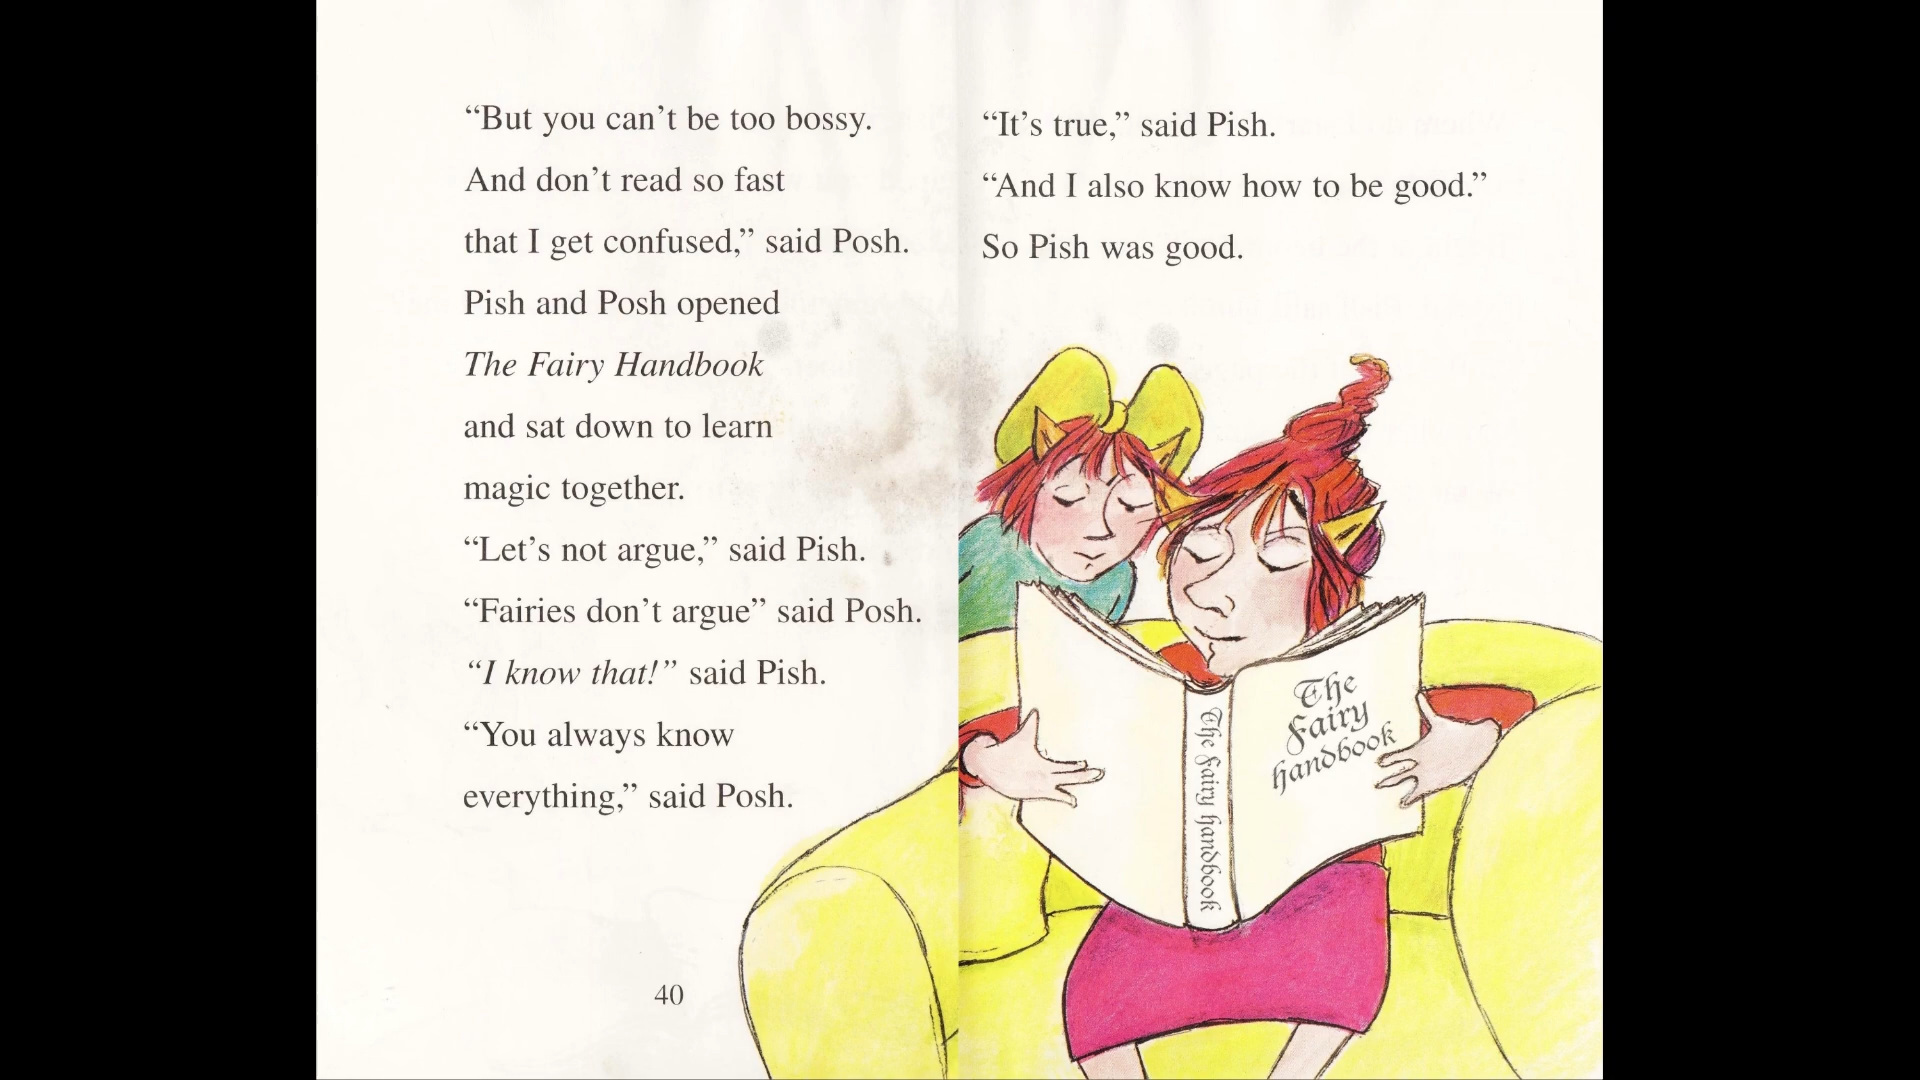 “But you can’t be too bossy.
And don’t read so fast
that I get confused,” said Posh.
Pish and Posh opened
The Fairy Handbook
and sat down to learn
magic together.
“Let’s not argue,” said Pish.
“Fairies don’t argue” said Posh.
“I know that!” said Pish.
“You always know
everything,” said Posh.
40
“It’s true,” said Pish.
“And I also know how to be good.”
So Pish was good.
The Fairy handbook
The
Fairy
handbook